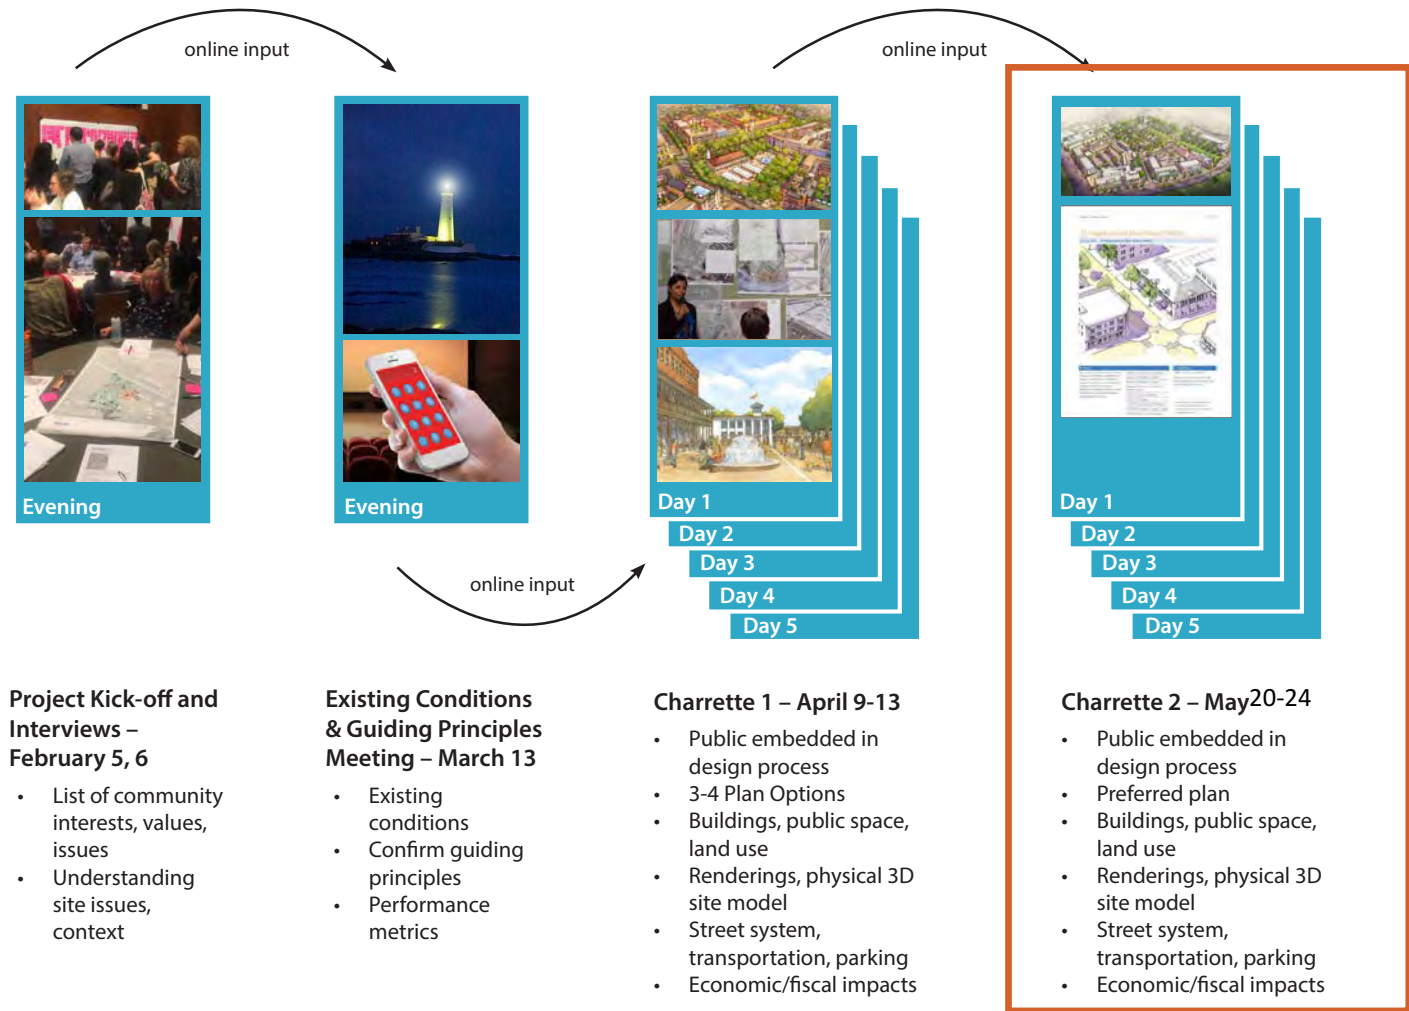 online input
online input
Evening
Evening
online input
Day 1
Day 2
Day 3
Day 4
Day 5
Day 1
Day 2
Day 3
Day 4
Day 5
Project Kick-off and
Interviews –
February 5, 6
• List of community
interests, values,
issues
• Understanding
site issues,
context
Existing Conditions
& Guiding Principles
Meeting – March 13
• Existing
conditions
• Confirm guiding
principles
• Performance
metrics
Charrette 1 – April 9-13
• Public embedded in
design process
• 3-4 Plan Options
• Buildings, public space,
land use
• Renderings, physical 3D
site model
• Street system,
transportation, parking
• Economic/fiscal impacts
Charrette 2 – May 20-24
• Public embedded in
design process
• Preferred plan
• Buildings, public space,
land use
• Renderings, physical 3D
site model
• Street system,
transportation, parking
• Economic/fiscal impacts